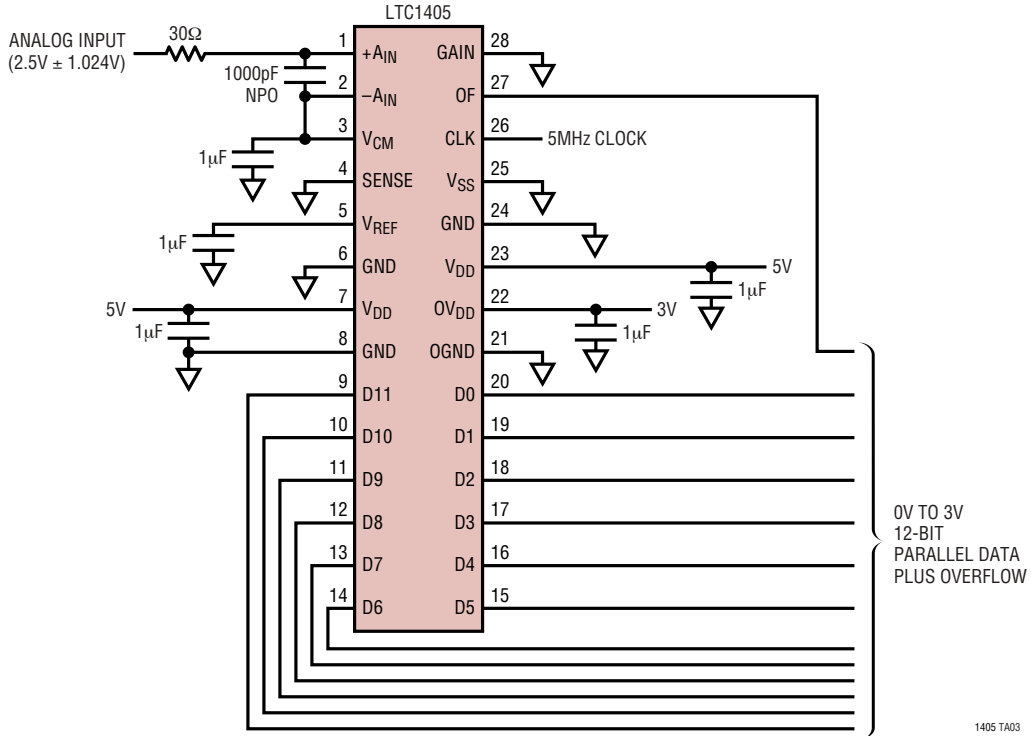 LTC1405
ANALOG INPUT
(2.5V ± 1.024V)
30Ω
1000pF
NPO
1µF
1µF
5V
1µF
1
2
3
4
5
6
7
8
9
10
11
12
13
14
+AIN
−AIN
VCM
SENSE
VREF
GND
VDD
GND
D11
D10
D9
D8
D7
D6
GAIN
OF
CLK
VSS
GND
VDD
OVDD
OGND
D0
D1
D2
D3
D4
D5
28
27
26
25
24
23
22
21
20
19
18
17
16
15
5MHz CLOCK
5V
1µF
3V
1µF
0V TO 3V
12-BIT
PARALLEL DATA
PLUS OVERFLOW
1405 TA03